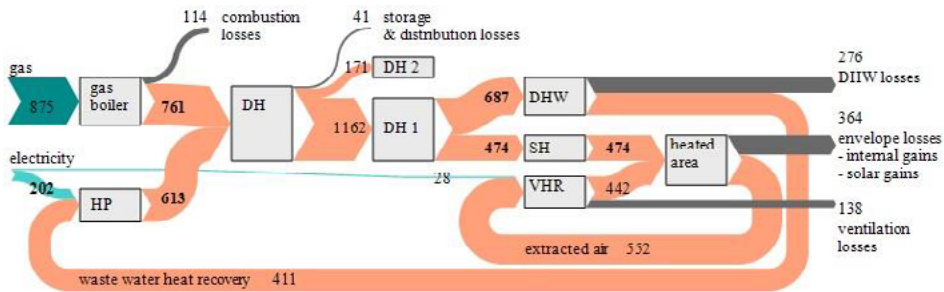 114 combustion
losses
41 storage
& distribution losses
276
DHW losses
gas
875
gas
boiler
761
DH
171
DH 2
1162
DH 1
687
DHW
364
envelope losses
- internal gains
- solar gains
474
SH
474
heated
area
electricity
202
HP
613
28
VHR
442
138
ventilation
losses
extracted air 552
waste water heat recovery 411